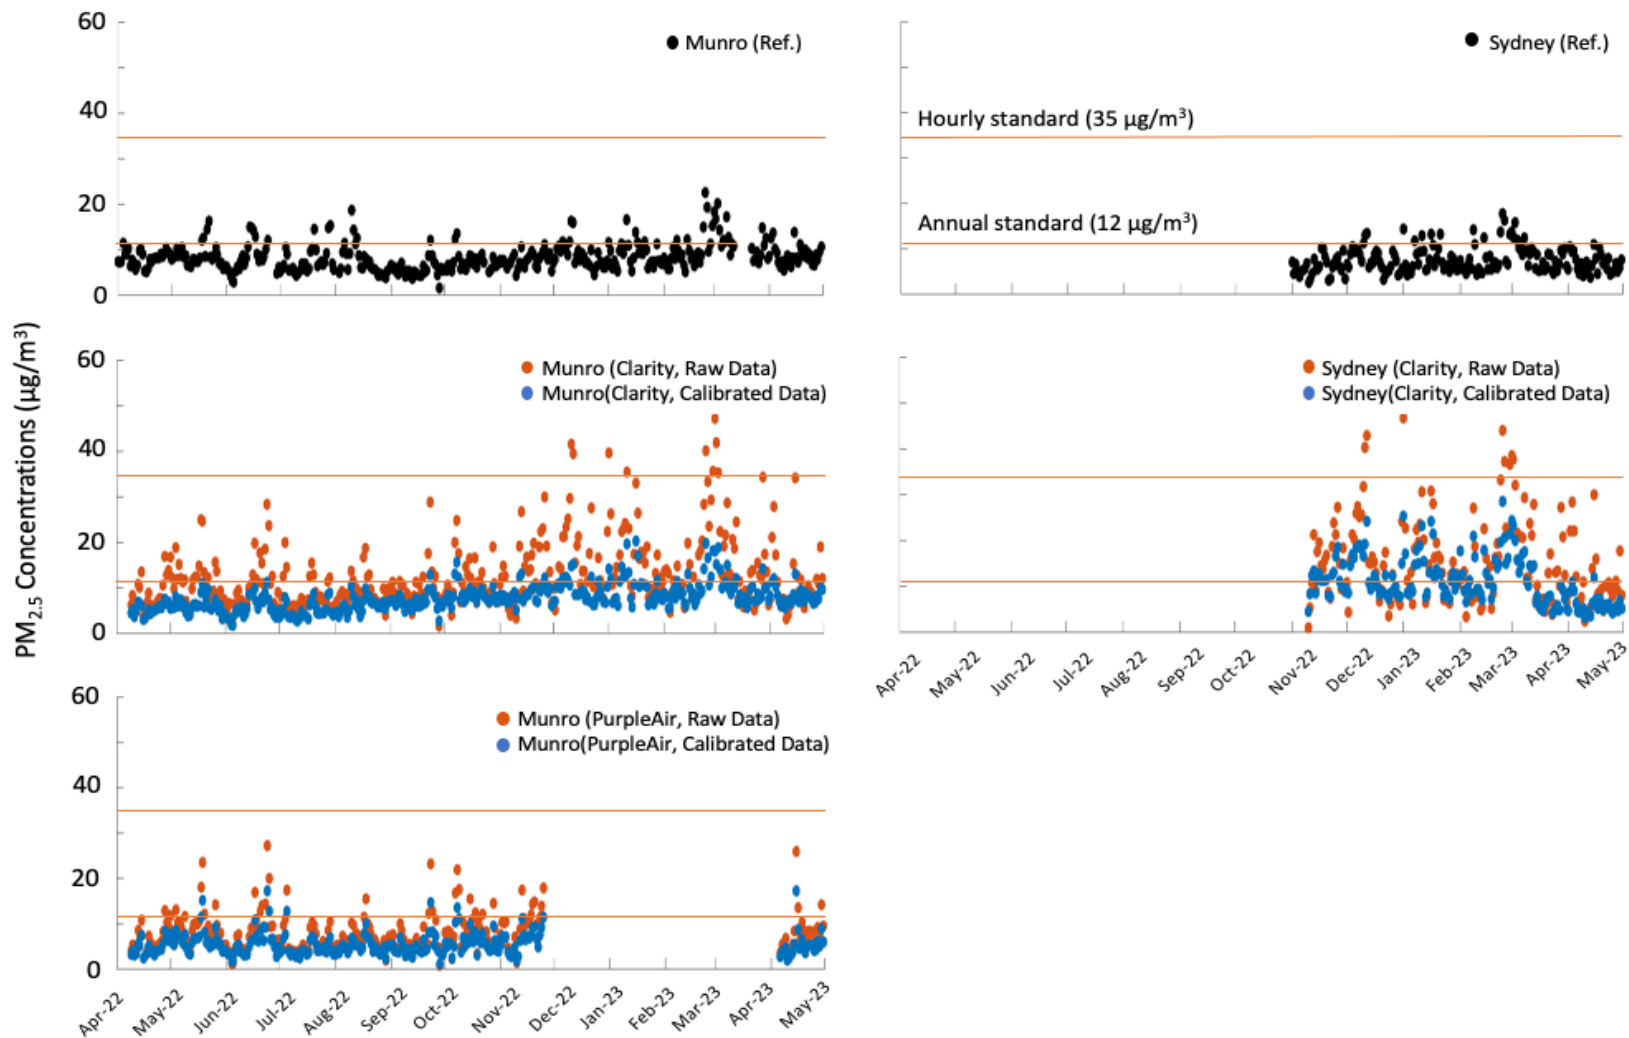 PM2.5 Concentrations (µg/m³)
60
40
20
0
Munro (Ref.)
Sydney (Ref.)
Hourly standard (35 µg/m³)
Annual standard (12 µg/m³)
60
40
20
0
Munro (Clarity, Raw Data)
Munro(Clarity, Calibrated Data)
Sydney (Clarity, Raw Data)
Sydney(Clarity, Calibrated Data)
Apr-22 May-22 Jun-22 Jul-22 Aug-22 Sep-22 Oct-22 Nov-22 Dec-22 Jan-23 Feb-23 Mar-23 Apr-23 May-23
60
40
20
0
Munro (PurpleAir, Raw Data)
Munro(PurpleAir, Calibrated Data)
Apr-22 May-22 Jun-22 Jul-22 Aug-22 Sep-22 Oct-22 Nov-22 Dec-22 Jan-23 Feb-23 Mar-23 Apr-23 May-23